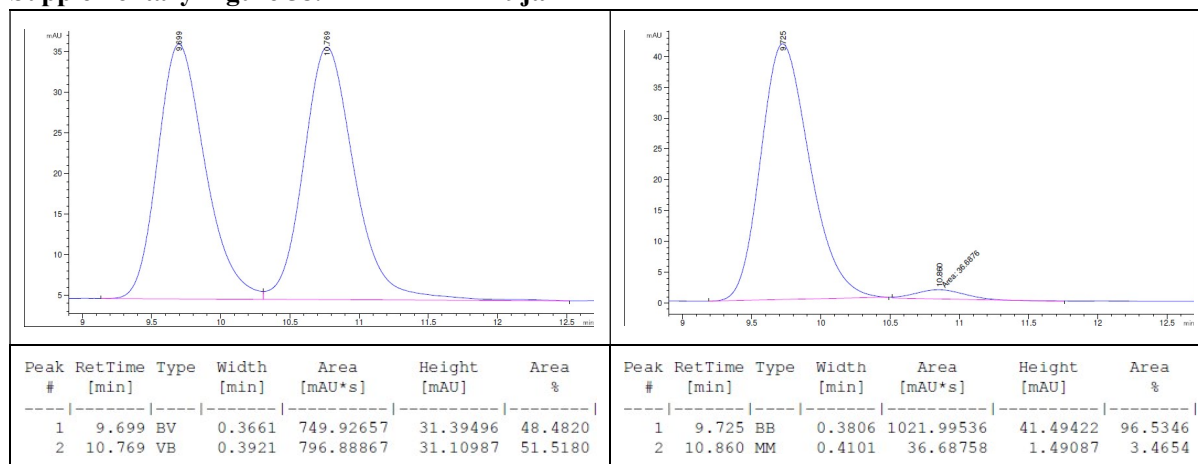 mAU
35
30
25
20
15
10
5
9.699
10.769
9 9.5 10 10.5 11 11.5 12 12.5 min
mAU
40
35
30
25
20
15
10
5
0
9.725
10.860
Area: 36.6876
9 9.5 10 10.5 11 11.5 12 12.5 min
Peak RetTime Type Width Area Height Area
# [min] [min] [mAU*s] [mAU] %
----|-------|----|-------|----------|----------|--------|
1 9.699 BV 0.3661 749.92657 31.39496 48.4820
2 10.769 VB 0.3921 796.88867 31.10987 51.5180
Peak RetTime Type Width Area Height Area
# [min] [min] [mAU*s] [mAU] %
----|-------|----|-------|----------|----------|--------|
1 9.725 BB 0.3806 1021.99536 41.49422 96.5346
2 10.860 MM 0.4101 36.68758 1.49087 3.4654